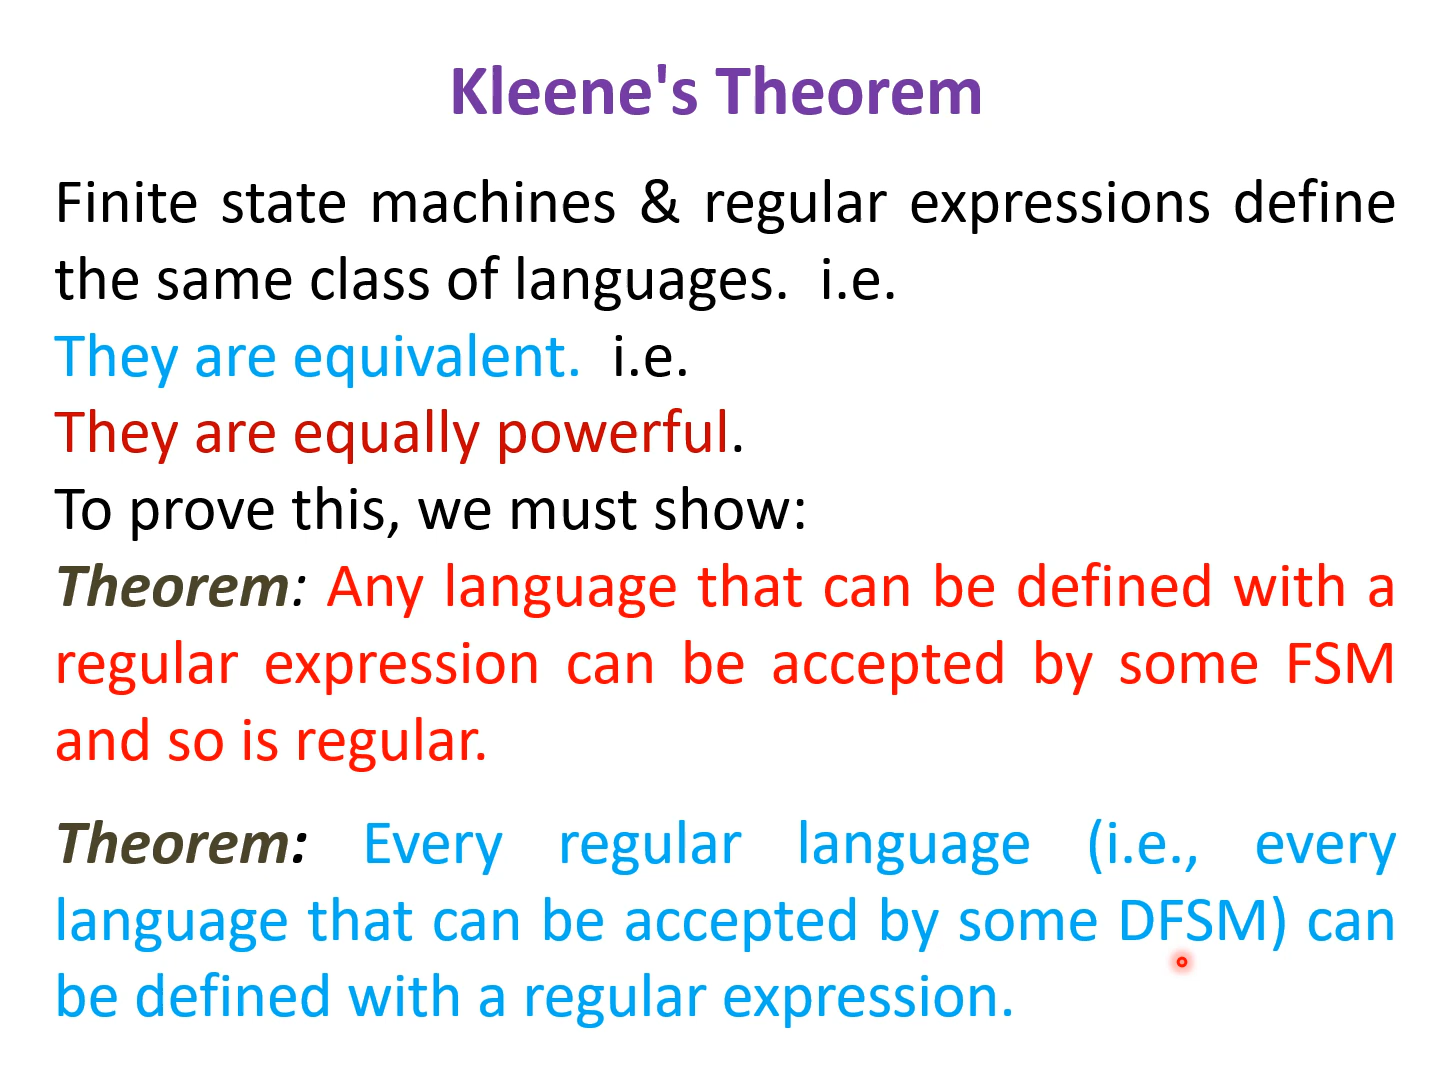 Kleene's Theorem
Finite state machines & regular expressions define
the same class of languages. i.e.
They are equivalent. i.e.
They are equally powerful.
To prove this, we must show:
Theorem: Any language that can be defined with a
regular expression can be accepted by some FSM
and so is regular.
Theorem: Every regular language (i.e., every
language that can be accepted by some DFSM) can
be defined with a regular expression.